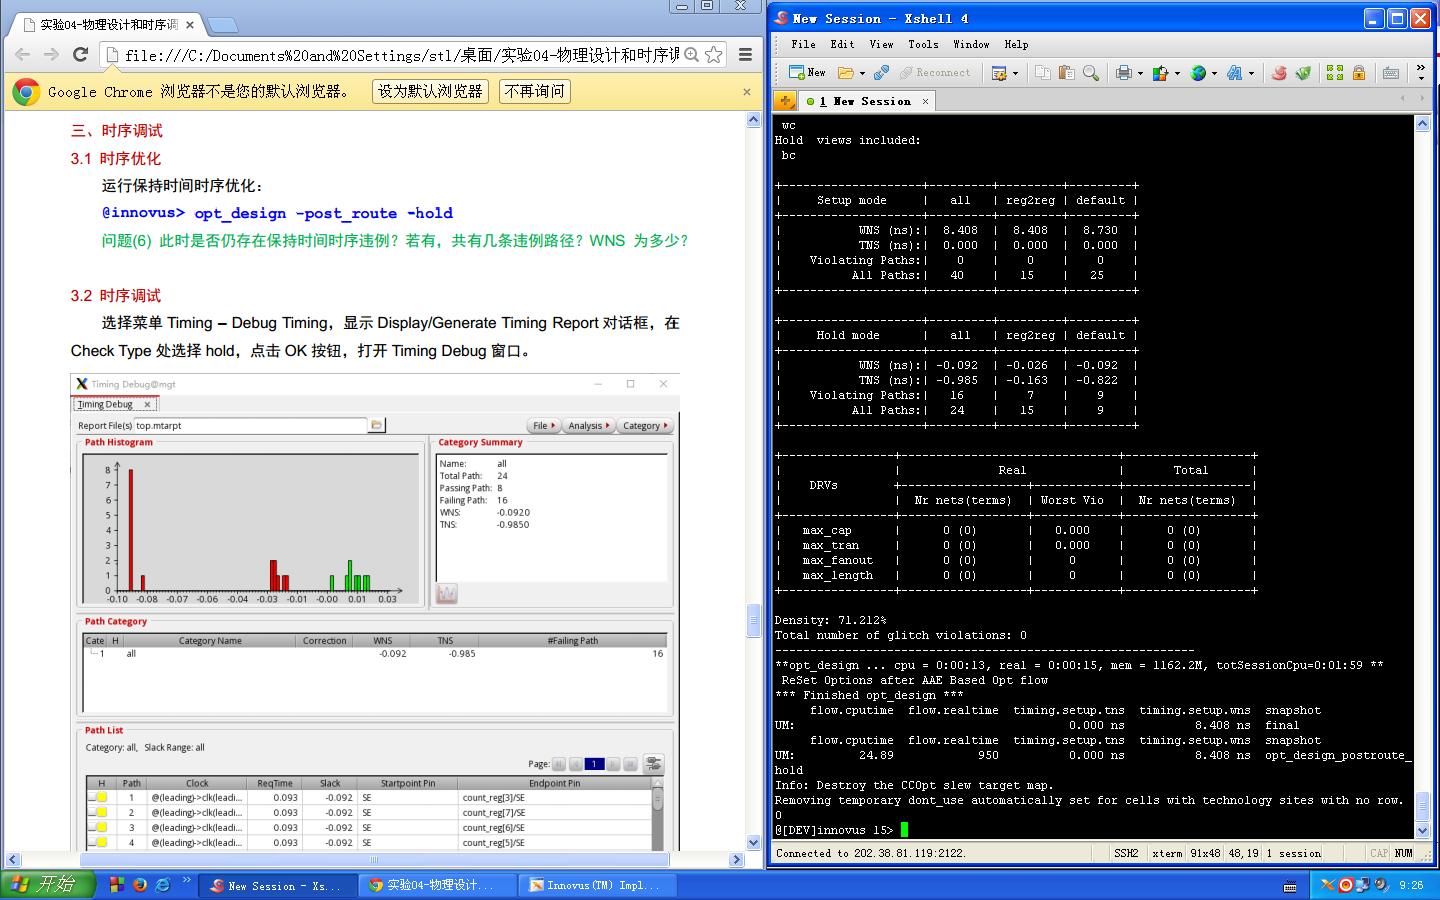 实验04-物理设计和时序调
file:///C:/Documents%20and%20Settings/stl/桌面/实验04-物理设计和时序调
Google Chrome 浏览器不是您的默认浏览器。 设为默认浏览器 不再询问
三、时序调试
3.1 时序优化
运行保持时间时序优化:
@innovus> opt_design -post_route -hold
问题(6) 此时是否仍存在保持时间时序违例？若有，共有几条违例路径？WNS 为多少？
3.2 时序调试
选择菜单 Timing – Debug Timing，显示 Display/Generate Timing Report 对话框，在
Check Type 处选择 hold，点击 OK 按钮，打开 Timing Debug 窗口。
Timing Debug@mgt
Timing Debug
Report File(s) top.mtarpt File Analysis Category
Path Histogram
8
7
6
5
4
3
2
1
0
-0.10 -0.08 -0.07 -0.06 -0.04 -0.03 -0.01 -0.00 0.01 0.03
Category Summary
Name: all
Total Path: 24
Passing Path: 8
Failing Path: 16
WNS: -0.0920
TNS: -0.9850
Path Category
Cate H Category Name Correction WNS TNS #Failing Path
1 all -0.092 -0.985 16
Path List
Category: all, Slack Range: all
Page: 1
H Path Clock ReqTime Slack Startpoint Pin Endpoint Pin
1 @(leading)->clk(leadi... 0.093 -0.092 SE count_reg[3]/SE
2 @(leading)->clk(leadi... 0.093 -0.092 SE count_reg[7]/SE
3 @(leading)->clk(leadi... 0.093 -0.092 SE count_reg[6]/SE
4 @(leading)->clk(leadi... 0.093 -0.092 SE count_reg[5]/SE
New Session - Xshell 4
File Edit View Tools Window Help
New Reconnect
1 New Session
wc
Hold  views included:
bc
+--------------------+---------+---------+---------+
|     Setup mode     |   all   | reg2reg | default |
+--------------------+---------+---------+---------+
|           WNS (ns):|  8.408  |  8.408  |  8.730  |
|           TNS (ns):|  0.000  |  0.000  |  0.000  |
|    Violating Paths:|    0    |    0    |    0    |
|          All Paths:|   40    |   15    |   25    |
+--------------------+---------+---------+---------+
+--------------------+---------+---------+---------+
|     Hold mode      |   all   | reg2reg | default |
+--------------------+---------+---------+---------+
|           WNS (ns):| -0.092  | -0.026  | -0.092  |
|           TNS (ns):| -0.985  | -0.163  | -0.822  |
|    Violating Paths:|   16    |    7    |    9    |
|          All Paths:|   24    |   15    |    9    |
+--------------------+---------+---------+---------+
+----------------+-------------------------------+------------------+
|                |              Real             |       Total      |
|    DRVs        +------------------+------------+------------------|
|                |  Nr nets(terms)  | Worst Vio  |  Nr nets(terms)  |
+----------------+------------------+------------+------------------+
|   max_cap      |      0 (0)       |   0.000    |      0 (0)       |
|   max_tran     |      0 (0)       |   0.000    |      0 (0)       |
|   max_fanout   |      0 (0)       |     0      |      0 (0)       |
|   max_length   |      0 (0)       |     0      |      0 (0)       |
+----------------+------------------+------------+------------------+
Density: 71.212%
Total number of glitch violations: 0
------------------------------------------------------------
**opt_design ... cpu = 0:00:13, real = 0:00:15, mem = 1162.2M, totSessionCpu=0:01:59 **
ReSet Options after AAE Based Opt flow
*** Finished opt_design ***
flow.cputime  flow.realtime  timing.setup.tns  timing.setup.wns  snapshot
UM: 0.000 ns 8.408 ns final
flow.cputime  flow.realtime  timing.setup.tns  timing.setup.wns  snapshot
UM: 24.89 950 0.000 ns 8.408 ns opt_design_postroute_
hold
Info: Destroy the CCOpt slew target map.
Removing temporary dont_use automatically set for cells with technology sites with no row.
0
@[DEV]innovus 15>
Connected to 202.38.81.119:2122. SSH2 xterm 91x48 48,19 1 session CAP NUM
开始 New Session - Xs... 实验04-物理设计... Innovus(TM) Impl... 9:26